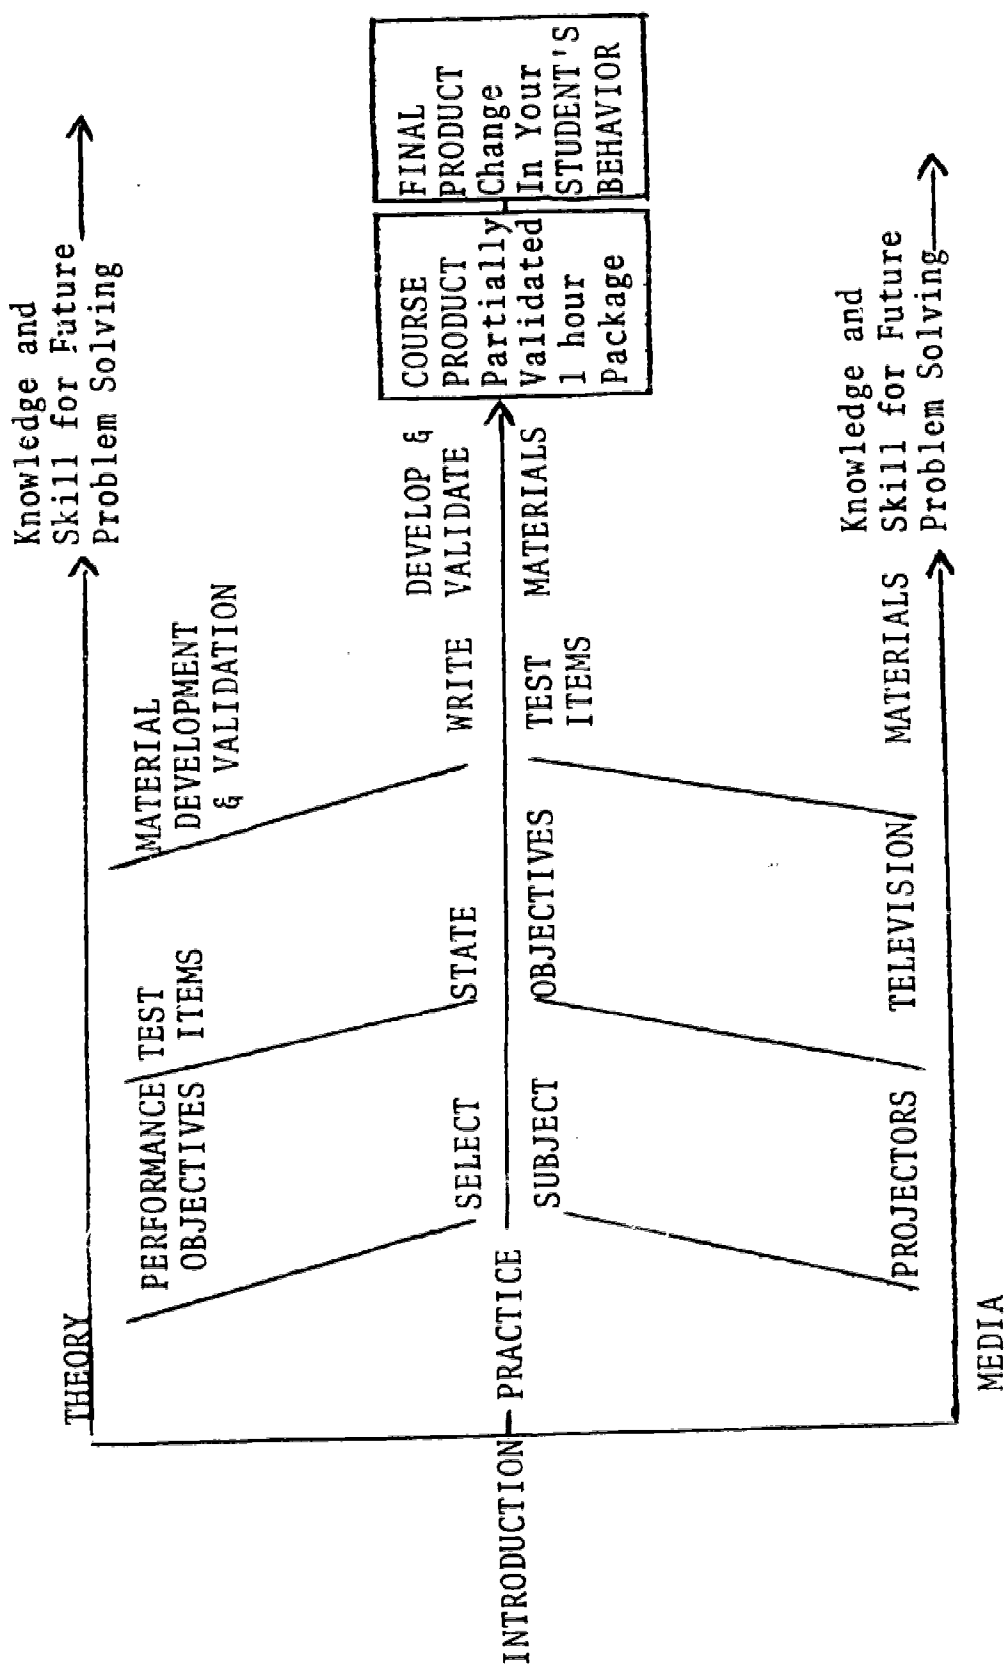 THEORY
PERFORMANCE
OBJECTIVES
TEST
ITEMS
MATERIAL
DEVELOPMENT
& VALIDATION
Knowledge and
Skill for Future
Problem Solving
INTRODUCTION
PRACTICE
SELECT
SUBJECT
STATE
OBJECTIVES
WRITE
TEST
ITEMS
DEVELOP &
VALIDATE
MATERIALS
COURSE
PRODUCT
Partially
Validated
1 hour
Package
FINAL
PRODUCT
Change
In Your
STUDENT'S
BEHAVIOR
MEDIA
PROJECTORS
TELEVISION
MATERIALS
Knowledge and
Skill for Future
Problem Solving